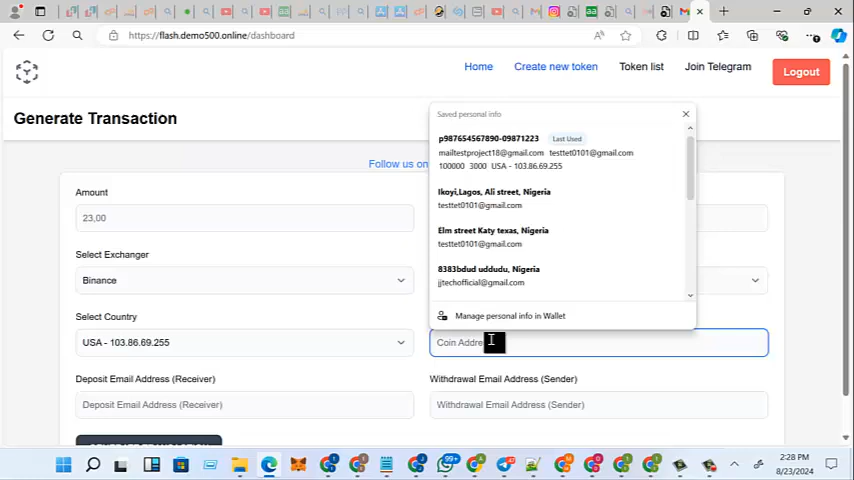 99+
https://flash.demo500.online/dashboard
Home
Create new token
Token list
Join Telegram
Logout
Generate Transaction
Follow us on
Saved personal info
p987654567890-09871223
Last Used
mailtestproject18@gmail.com testtet0101@gmail.com
100000 3000 USA - 103.86.69.255
Ikoyi,Lagos, Ali street, Nigeria
testtet0101@gmail.com
Elm street Katy texas, Nigeria
testtet0101@gmail.com
8383bdud uddudu, Nigeria
jjtechofficial@gmail.com
Manage personal info in Wallet
Amount
23,00
Select Exchanger
Binance
Select Country
USA - 103.86.69.255
Coin Addre
Deposit Email Address (Receiver)
Deposit Email Address (Receiver)
Withdrawal Email Address (Sender)
Withdrawal Email Address (Sender)
2:28 PM
8/23/2024